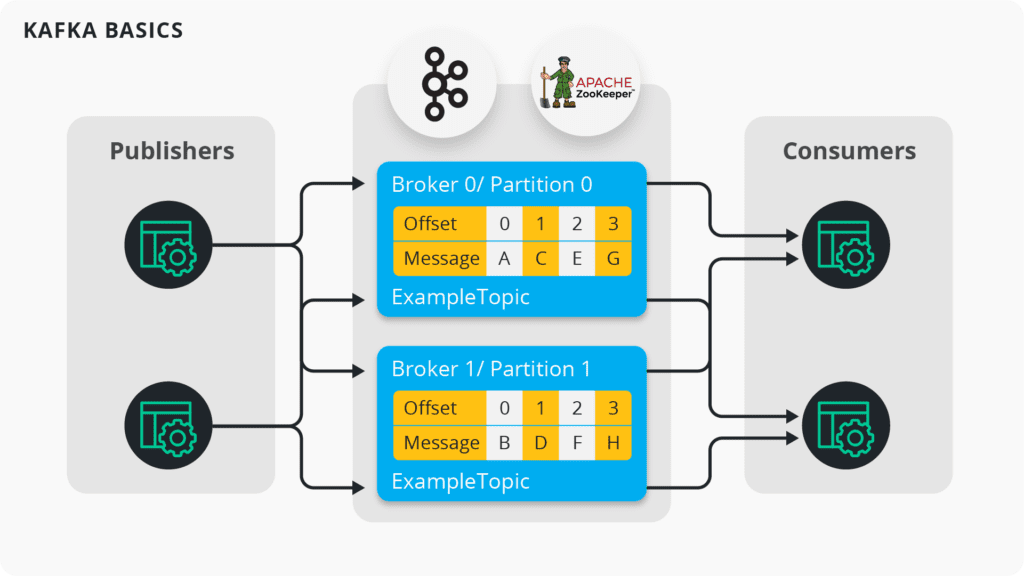 KAFKA BASICS
APACHE
ZooKeeper™
Publishers
Consumers
Broker 0/ Partition 0
Offset 0 1 2 3
Message A C E G
ExampleTopic
Broker 1/ Partition 1
Offset 0 1 2 3
Message B D F H
ExampleTopic